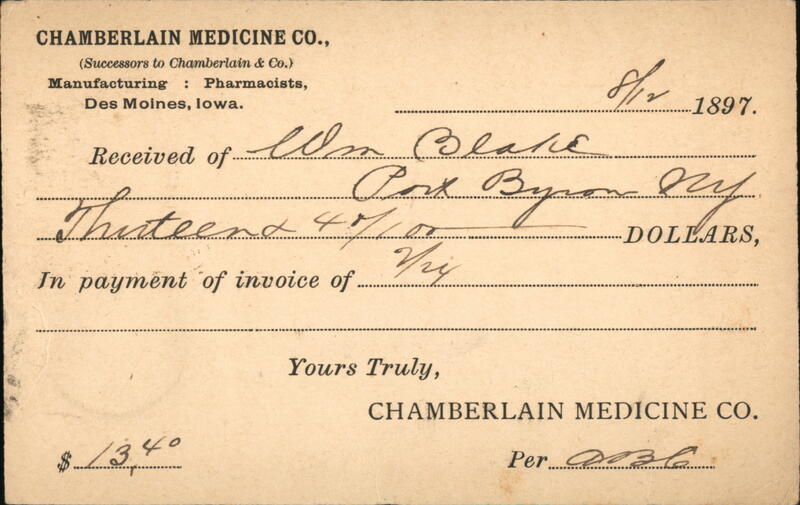 CHAMBERLAIN MEDICINE CO.,
(Successors to Chamberlain & Co.)
Manufacturing : Pharmacists,
Des Moines, Iowa.
8/12 1897.
Received of Wm Blake
Port Byron NY
Thirteen & 40/100 DOLLARS,
In payment of invoice of 2/24
Yours Truly,
CHAMBERLAIN MEDICINE CO.
$ 13,40 Per